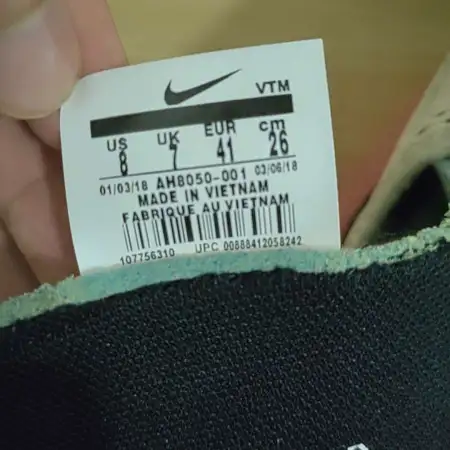 VTM
US UK EUR cm
8 7 41 26
01/03/18 AH8050-001 03/06/18
MADE IN VIETNAM
FABRIQUE AU VIETNAM
107756310 UPC 00888412058242